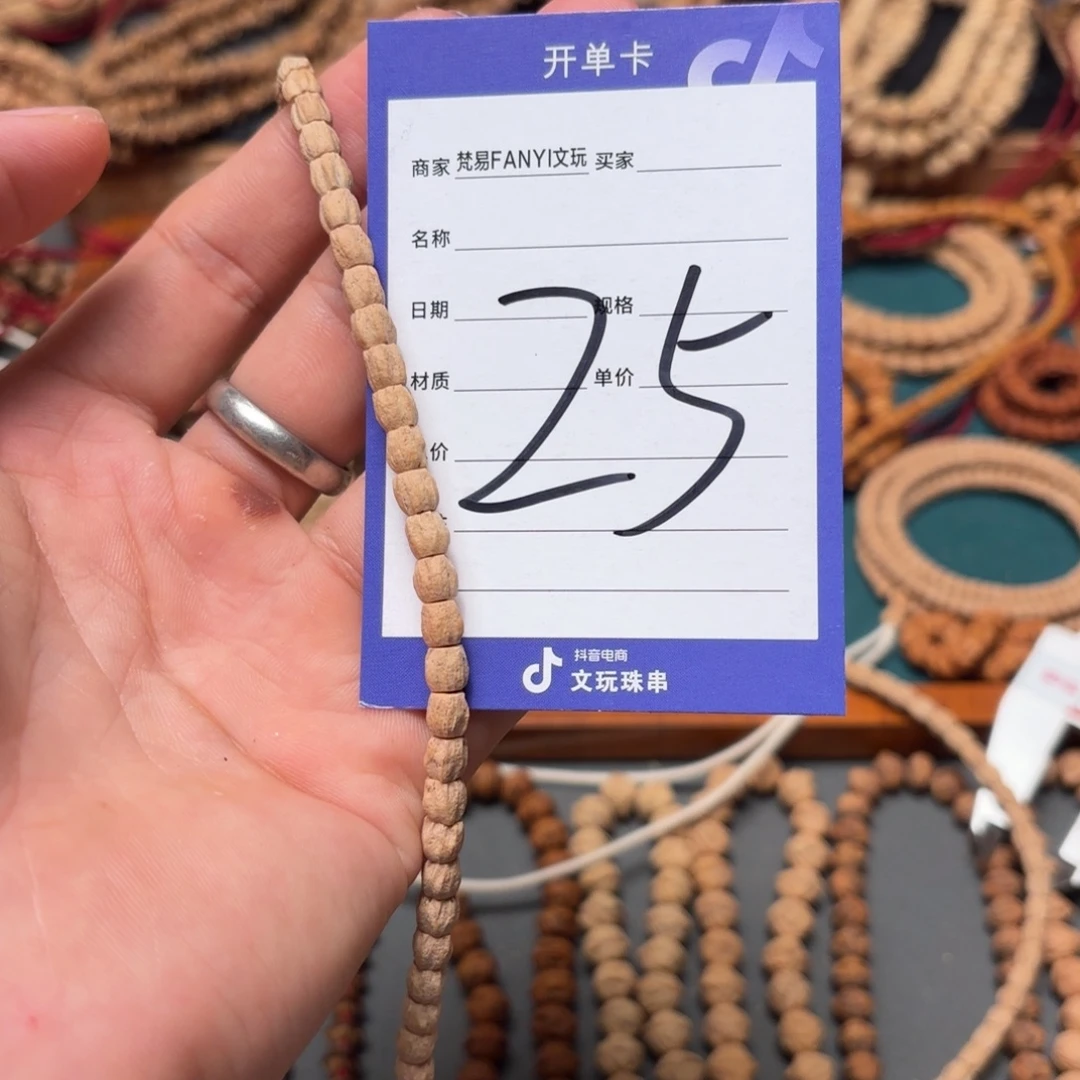 开单卡
商家 梵易FANYI文玩 买家
名称
日期 规格
材质 单价
价
25
抖音电商
文玩珠串